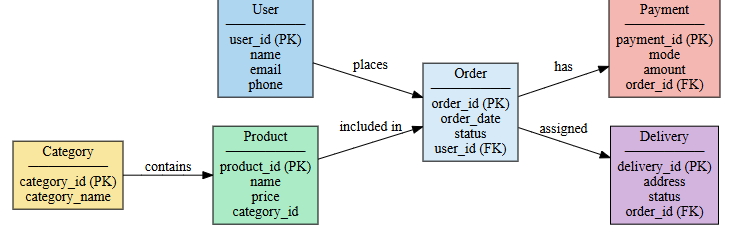 User
user_id (PK)
name
email
phone
places
Payment
payment_id (PK)
mode
amount
order_id (FK)
has
Order
order_id (PK)
order_date
status
user_id (FK)
Category
category_id (PK)
category_name
contains
Product
product_id (PK)
name
price
category_id
included in
assigned
Delivery
delivery_id (PK)
address
status
order_id (FK)